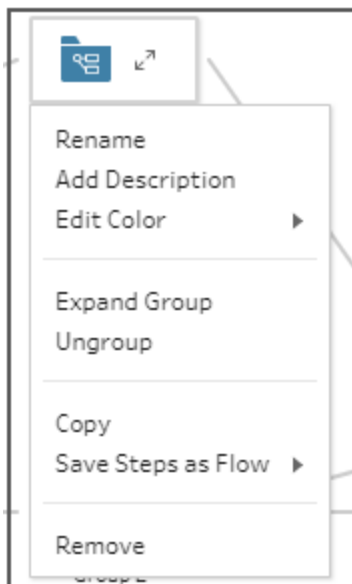 Rename
Add Description
Edit Color
Expand Group
Ungroup
Copy
Save Steps as Flow
Remove